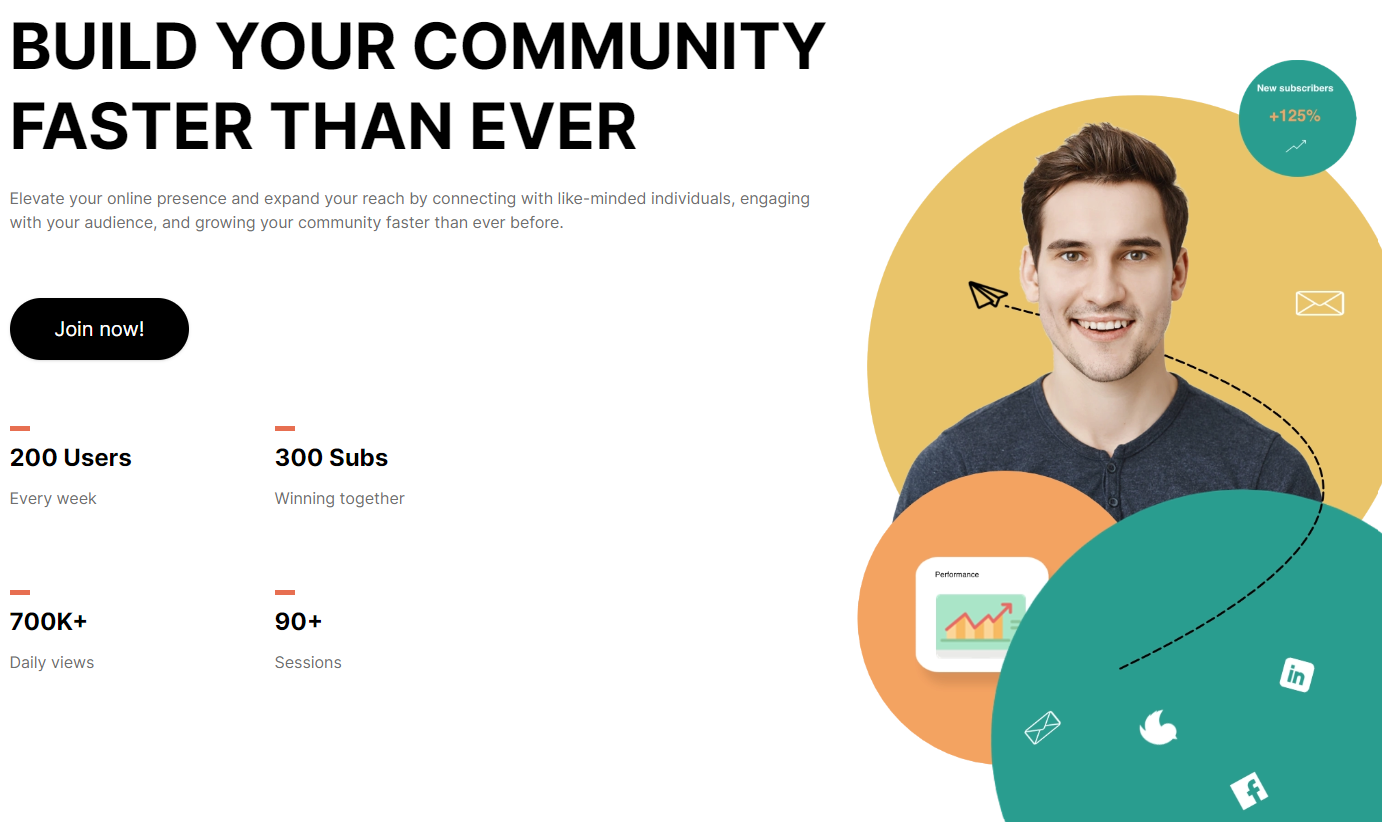 BUILD YOUR COMMUNITY
FASTER THAN EVER
Elevate your online presence and expand your reach by connecting with like-minded individuals, engaging
with your audience, and growing your community faster than ever before.
Join now!
200 Users
Every week
300 Subs
Winning together
700K+
Daily views
90+
Sessions
New subscribers
+125%
Performance
in
f